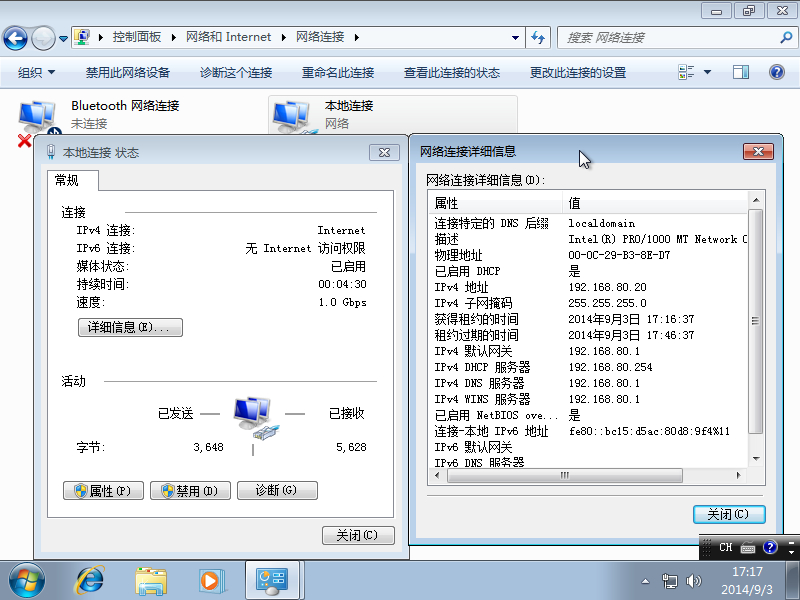 控制面板 网络和 Internet 网络连接
搜索 网络连接
组织 禁用此网络设备 诊断这个连接 重命名此连接 查看此连接的状态 更改此连接的设置
Bluetooth 网络连接
未连接
本地连接
网络
本地连接 状态
常规
连接
IPv4 连接: Internet
IPv6 连接: 无 Internet 访问权限
媒体状态: 已启用
持续时间: 00:04:30
速度: 1.0 Gbps
详细信息(E)...
活动
已发送 已接收
字节: 3,648 5,628
属性(P) 禁用(D) 诊断(G)
关闭(C)
网络连接详细信息
网络连接详细信息(D):
属性 值
连接特定的 DNS 后缀 localdomain
描述 Intel(R) PRO/1000 MT Network C
物理地址 00-0C-29-B3-8E-D7
已启用 DHCP 是
IPv4 地址 192.168.80.20
IPv4 子网掩码 255.255.255.0
获得租约的时间 2014年9月3日 17:16:37
租约过期的时间 2014年9月3日 17:46:37
IPv4 默认网关 192.168.80.1
IPv4 DHCP 服务器 192.168.80.254
IPv4 DNS 服务器 192.168.80.1
IPv4 WINS 服务器 192.168.80.1
已启用 NetBIOS ove... 是
连接-本地 IPv6 地址 fe80::bc15:d5ac:80d8:9f4%11
IPv6 默认网关
IPv6 DNS 服务器
关闭(C)
CH
17:17
2014/9/3